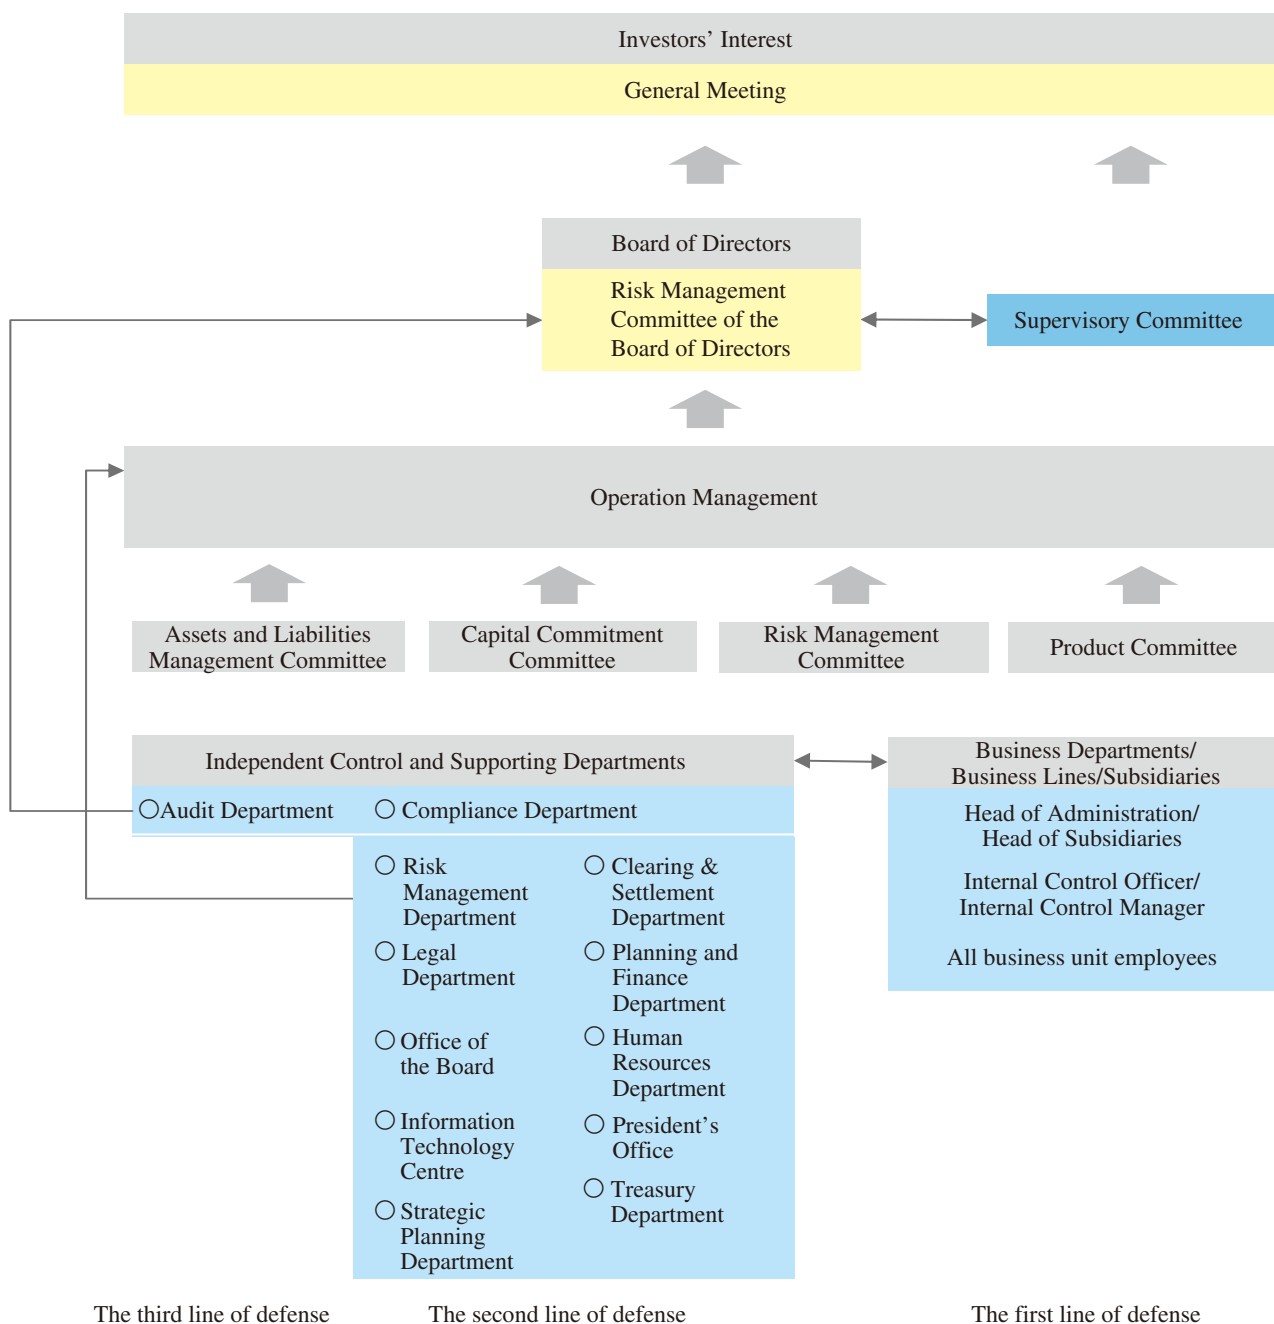 Investors’ Interest
General Meeting
Board of Directors
Risk Management
Committee of the
Board of Directors
Supervisory Committee
Operation Management
Assets and Liabilities
Management Committee
Capital Commitment
Committee
Risk Management
Committee
Product Committee
Independent Control and Supporting Departments
Business Departments/
Business Lines/Subsidiaries
Audit Department
Compliance Department
Head of Administration/
Head of Subsidiaries
Internal Control Officer/
Internal Control Manager
All business unit employees
Risk
Management
Department
Legal
Department
Office of
the Board
Information
Technology
Centre
Strategic
Planning
Department
Clearing &
Settlement
Department
Planning and
Finance
Department
Human
Resources
Department
President’s
Office
Treasury
Department
The third line of defense
The second line of defense
The first line of defense